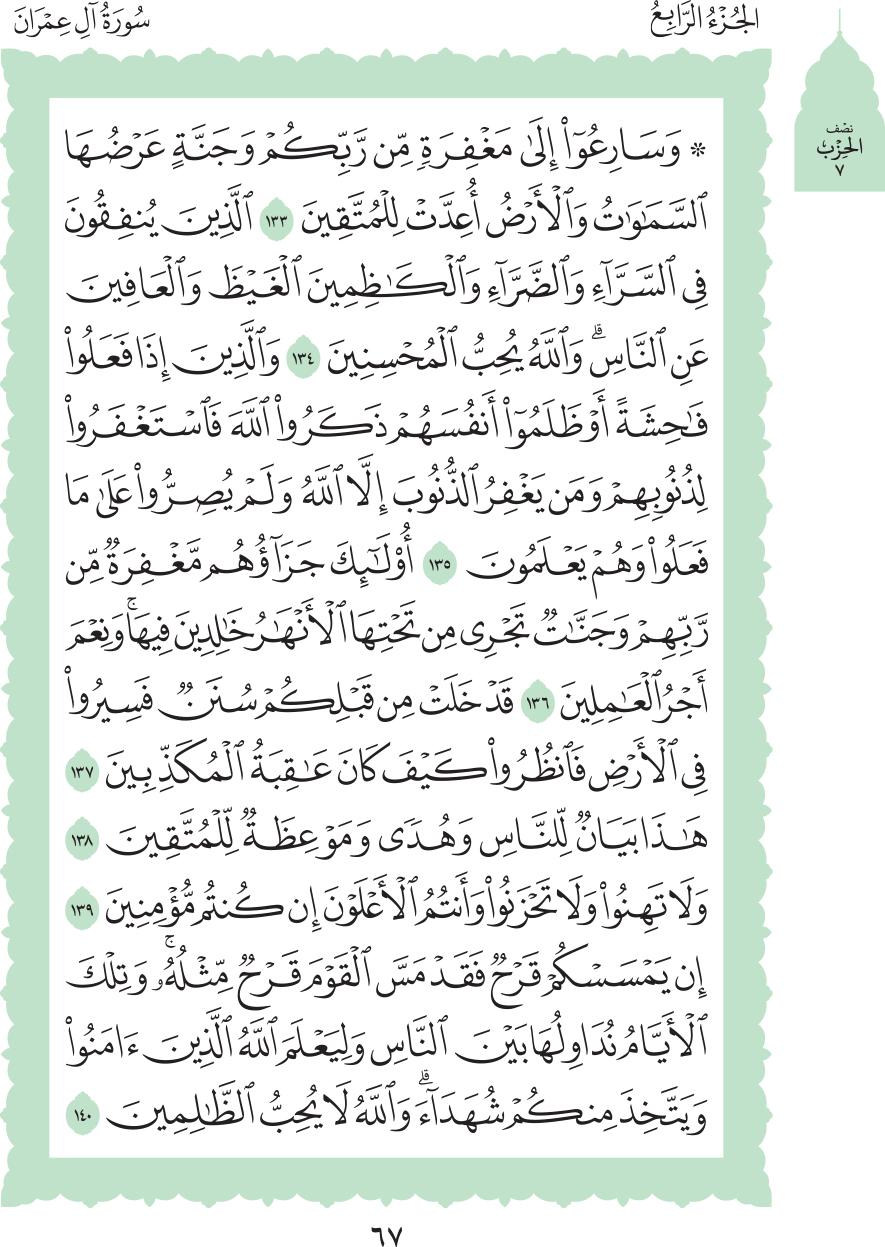 سُورَةُ آلِ عِمْرَانَ
الجُزْءُ الرَّابِعُ
نصْف
الحِزْب
٧
۞ وَسَارِعُوٓا۟ إِلَىٰ مَغْفِرَةٍ مِّن رَّبِّكُمْ وَجَنَّةٍ عَرْضُهَا
ٱلسَّمَٰوَٰتُ وَٱلْأَرْضُ أُعِدَّتْ لِلْمُتَّقِينَ ١٣٣ ٱلَّذِينَ يُنفِقُونَ
فِى ٱلسَّرَّآءِ وَٱلضَّرَّآءِ وَٱلْكَٰظِمِينَ ٱلْغَيْظَ وَٱلْعَافِينَ
عَنِ ٱلنَّاسِ ۗ وَٱللَّهُ يُحِبُّ ٱلْمُحْسِنِينَ ١٣٤ وَٱلَّذِينَ إِذَا فَعَلُوا۟
فَٰحِشَةً أَوْ ظَلَمُوٓا۟ أَنفُسَهُمْ ذَكَرُوا۟ ٱللَّهَ فَٱسْتَغْفَرُوا۟
لِذُنُوبِهِمْ وَمَن يَغْفِرُ ٱلذُّنُوبَ إِلَّا ٱللَّهُ وَلَمْ يُصِرُّوا۟ عَلَىٰ مَا
فَعَلُوا۟ وَهُمْ يَعْلَمُونَ ١٣٥ أُو۟لَٰٓئِكَ جَزَآؤُهُم مَّغْفِرَةٌ مِّن
رَّبِّهِمْ وَجَنَّٰتٌ تَجْرِى مِن تَحْتِهَا ٱلْأَنْهَٰرُ خَٰلِدِينَ فِيهَا ۚ وَنِعْمَ
أَجْرُ ٱلْعَٰمِلِينَ ١٣٦ قَدْ خَلَتْ مِن قَبْلِكُمْ سُنَنٌ فَسِيرُوا۟
فِى ٱلْأَرْضِ فَٱنظُرُوا۟ كَيْفَ كَانَ عَٰقِبَةُ ٱلْمُكَذِّبِينَ ١٣٧
هَٰذَا بَيَانٌ لِّلنَّاسِ وَهُدًى وَمَوْعِظَةٌ لِّلْمُتَّقِينَ ١٣٨
وَلَا تَهِنُوا۟ وَلَا تَحْزَنُوا۟ وَأَنتُمُ ٱلْأَعْلَوْنَ إِن كُنتُم مُّؤْمِنِينَ ١٣٩
إِن يَمْسَسْكُمْ قَرْحٌ فَقَدْ مَسَّ ٱلْقَوْمَ قَرْحٌ مِّثْلُهُۥ ۚ وَتِلْكَ
ٱلْأَيَّامُ نُدَاوِلُهَا بَيْنَ ٱلنَّاسِ وَلِيَعْلَمَ ٱللَّهُ ٱلَّذِينَ ءَامَنُوا۟
وَيَتَّخِذَ مِنكُمْ شُهَدَآءَ ۗ وَٱللَّهُ لَا يُحِبُّ ٱلظَّٰلِمِينَ ١٤٠
٦٧